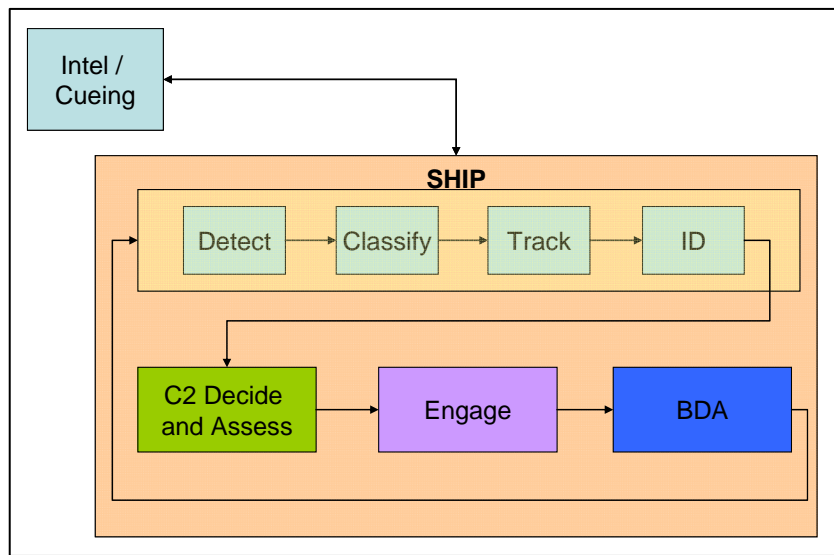 Intel /
Cueing
SHIP
Detect
Classify
Track
ID
C2 Decide
and Assess
Engage
BDA